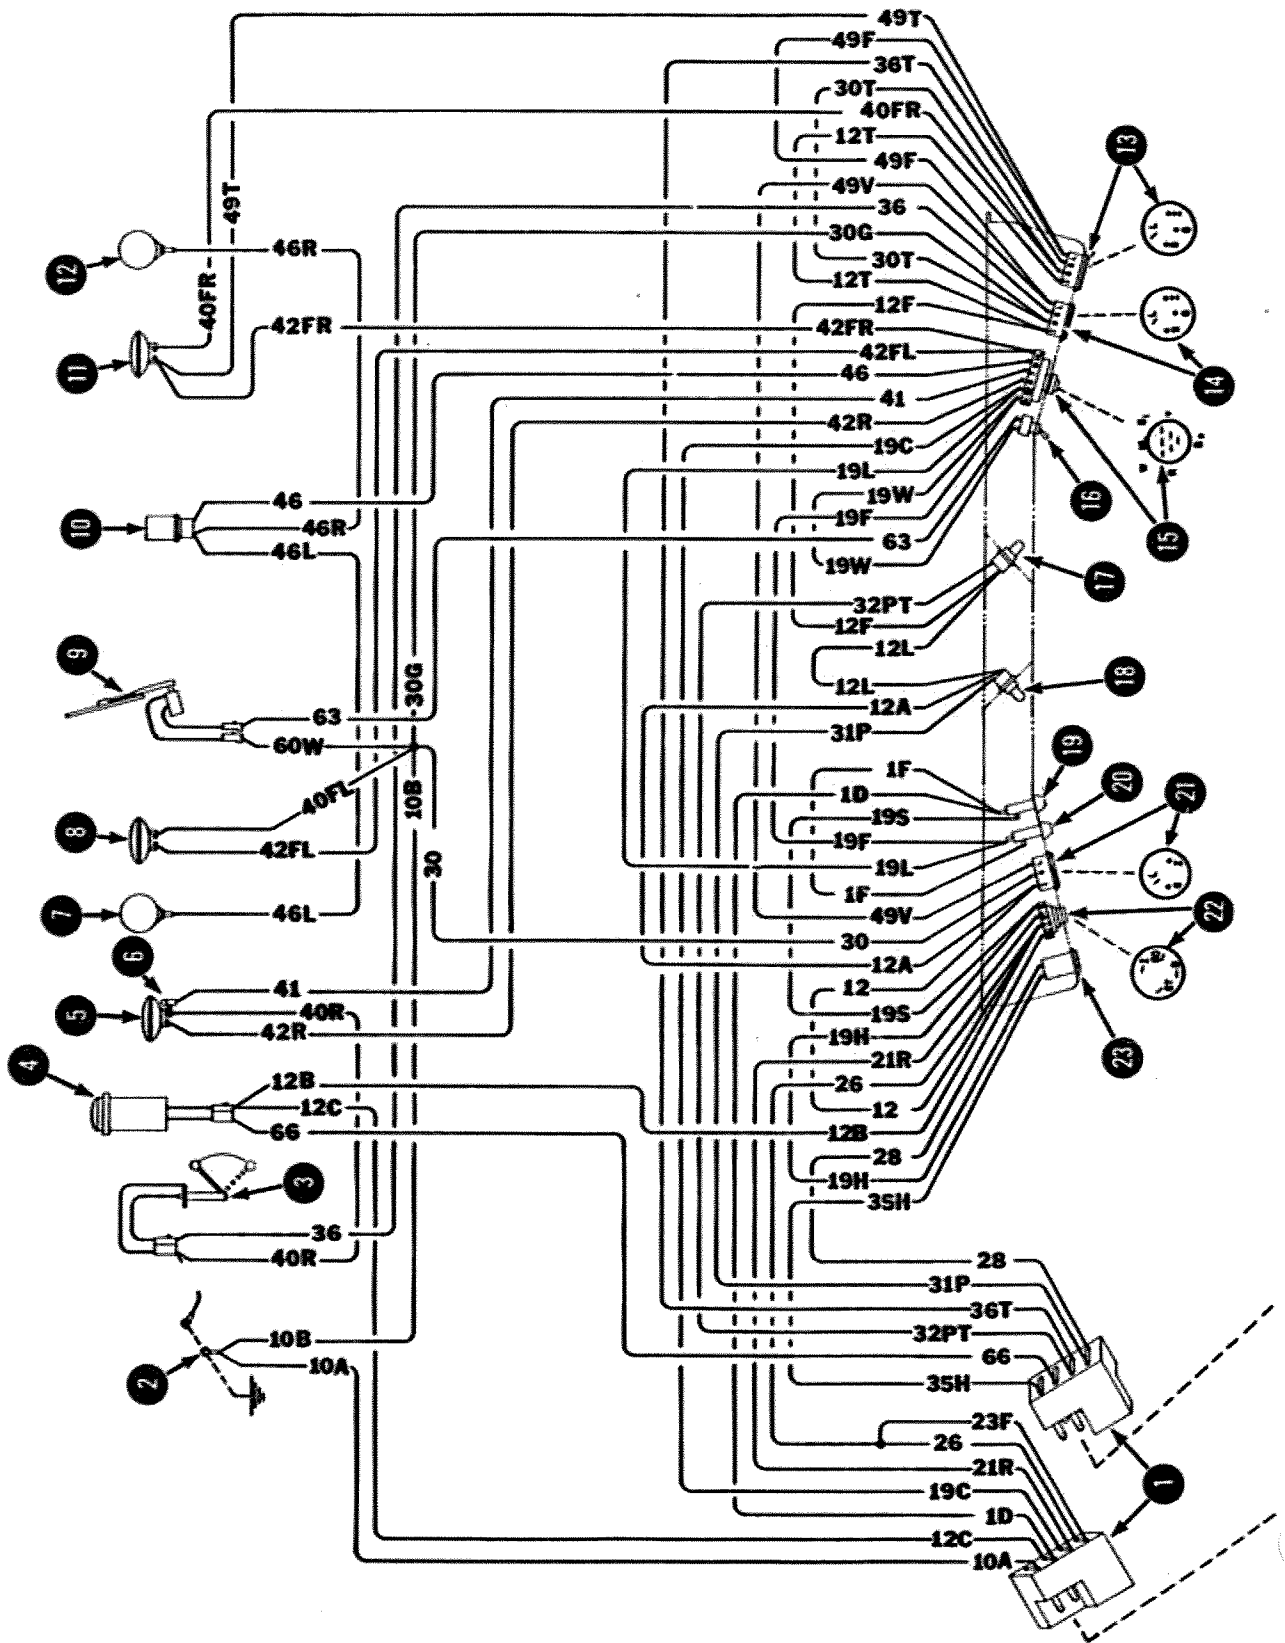 49T
49F
36T
30T
40FR
12T
13
49F
49V
49T
36
30G
46R
12
30T
12T
40FR
12F
42FR
42FR
42FL
11
46
14
41
42R
19C
19L
46
19W
16
10
46R
19F
15
46L
63
19W
17
32PT
12F
12L
9
30G
12L
18
12A
63
31P
60W
19
1F
20
40FL
10B
1D
21
19S
8
42FL
19F
30
19L
1F
7
46L
49V
22
30
6
12A
41
12
5
40R
19S
42R
19H
23
4
21R
12B
26
12C
12
66
12B
28
3
19H
35H
36
40R
28
31P
36T
10B
32PT
10A
66
2
35H
23F
26
21R
1
19C
1D
12C
10A